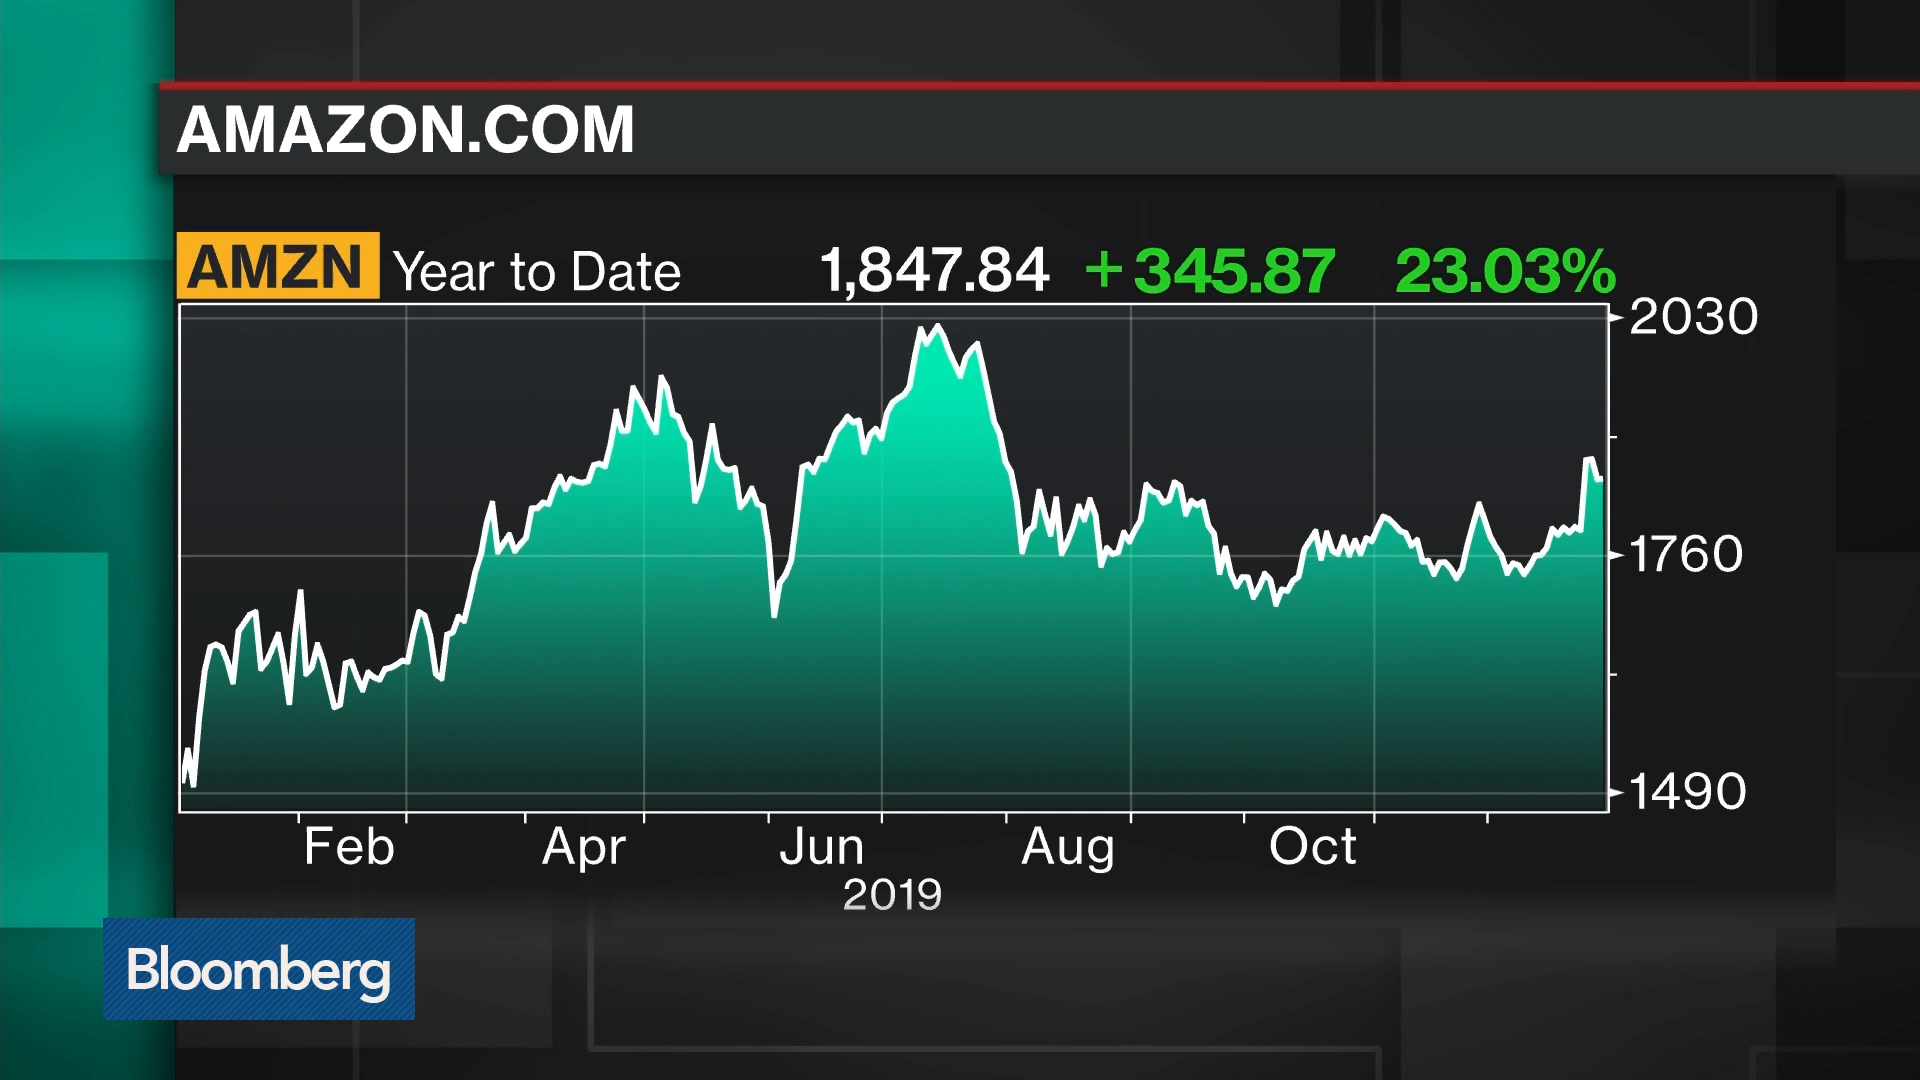 AMAZON.COM
AMZN Year to Date 1,847.84 +345.87 23.03%
2030
1760
1490
Feb Apr Jun Aug Oct
2019
Bloomberg